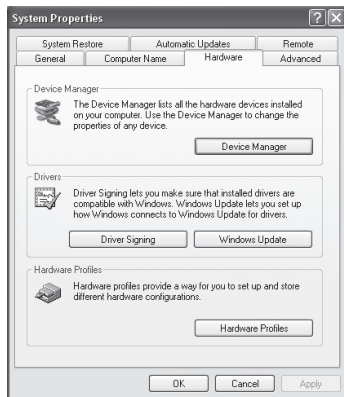 System Properties
System Restore Automatic Updates Remote
General Computer Name Hardware Advanced
Device Manager
The Device Manager lists all the hardware devices installed
on your computer. Use the Device Manager to change the
properties of any device.
Device Manager
Drivers
Driver Signing lets you make sure that installed drivers are
compatible with Windows. Windows Update lets you set up
how Windows connects to Windows Update for drivers.
Driver Signing Windows Update
Hardware Profiles
Hardware profiles provide a way for you to set up and store
different hardware configurations.
Hardware Profiles
OK Cancel Apply